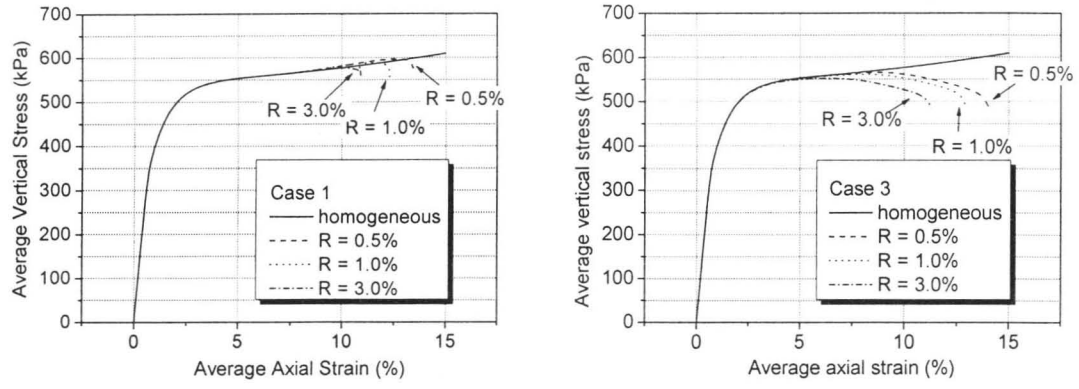 700
600
500
400
300
200
100
0
Average Vertical Stress (kPa)
R = 3.0%
R = 1.0%
R = 0.5%
Case 1
homogeneous
R = 0.5%
R = 1.0%
R = 3.0%
0 5 10 15
Average Axial Strain (%)
700
600
500
400
300
200
100
0
Average vertical stress (kPa)
R = 0.5%
R = 3.0%
R = 1.0%
Case 3
homogeneous
R = 0.5%
R = 1.0%
R = 3.0%
0 5 10 15
Average axial strain (%)